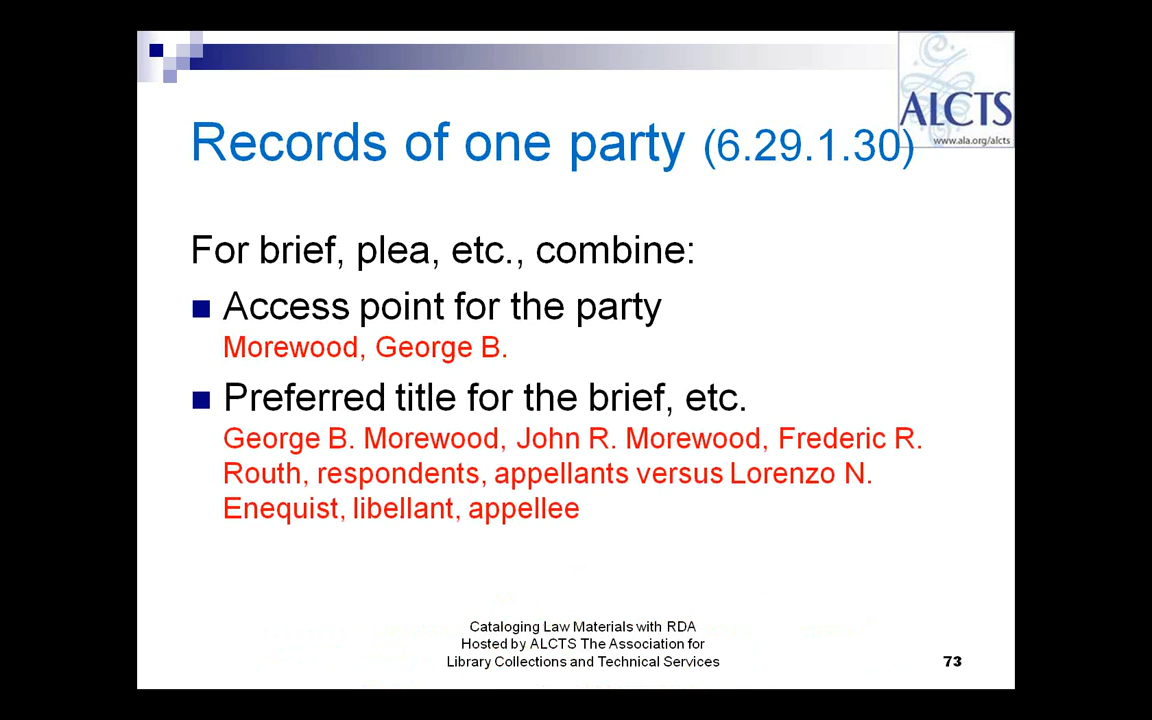 ALCTS
www.ala.org/alcts
Records of one party (6.29.1.30)
For brief, plea, etc., combine:
Access point for the party
Morewood, George B.
Preferred title for the brief, etc.
George B. Morewood, John R. Morewood, Frederic R.
Routh, respondents, appellants versus Lorenzo N.
Enequist, libellant, appellee
Cataloging Law Materials with RDA
Hosted by ALCTS The Association for
Library Collections and Technical Services
73